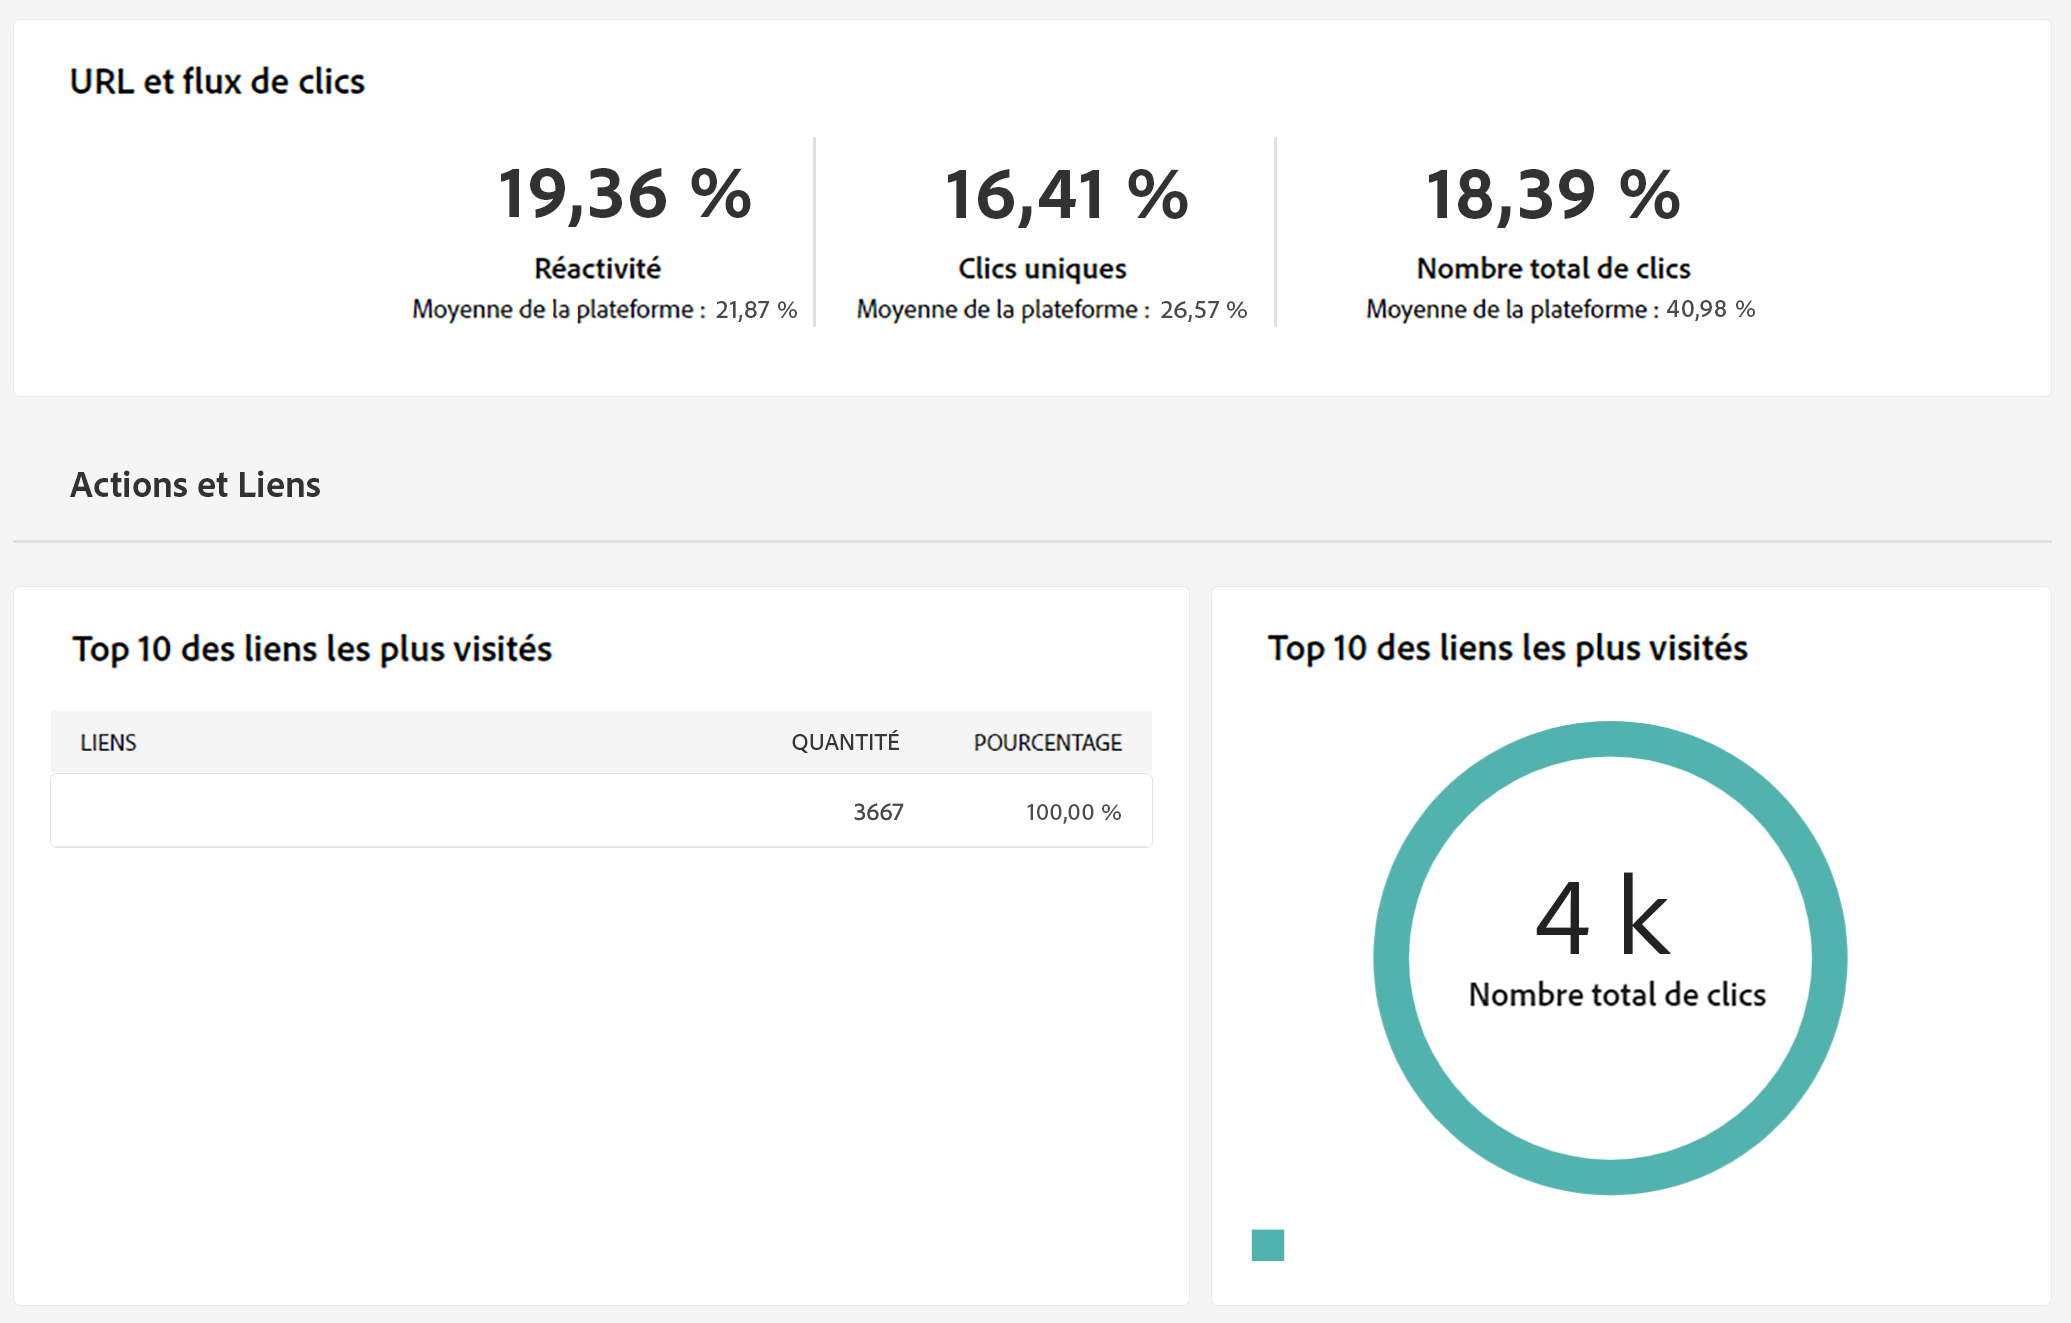 URL et flux de clics
19,36 %
Réactivité
Moyenne de la plateforme : 21,87 %
16,41 %
Clics uniques
Moyenne de la plateforme : 26,57 %
18,39 %
Nombre total de clics
Moyenne de la plateforme : 40,98 %
Actions et Liens
Top 10 des liens les plus visités
LIENS QUANTITÉ POURCENTAGE
3667 100,00 %
Top 10 des liens les plus visités
4 k
Nombre total de clics